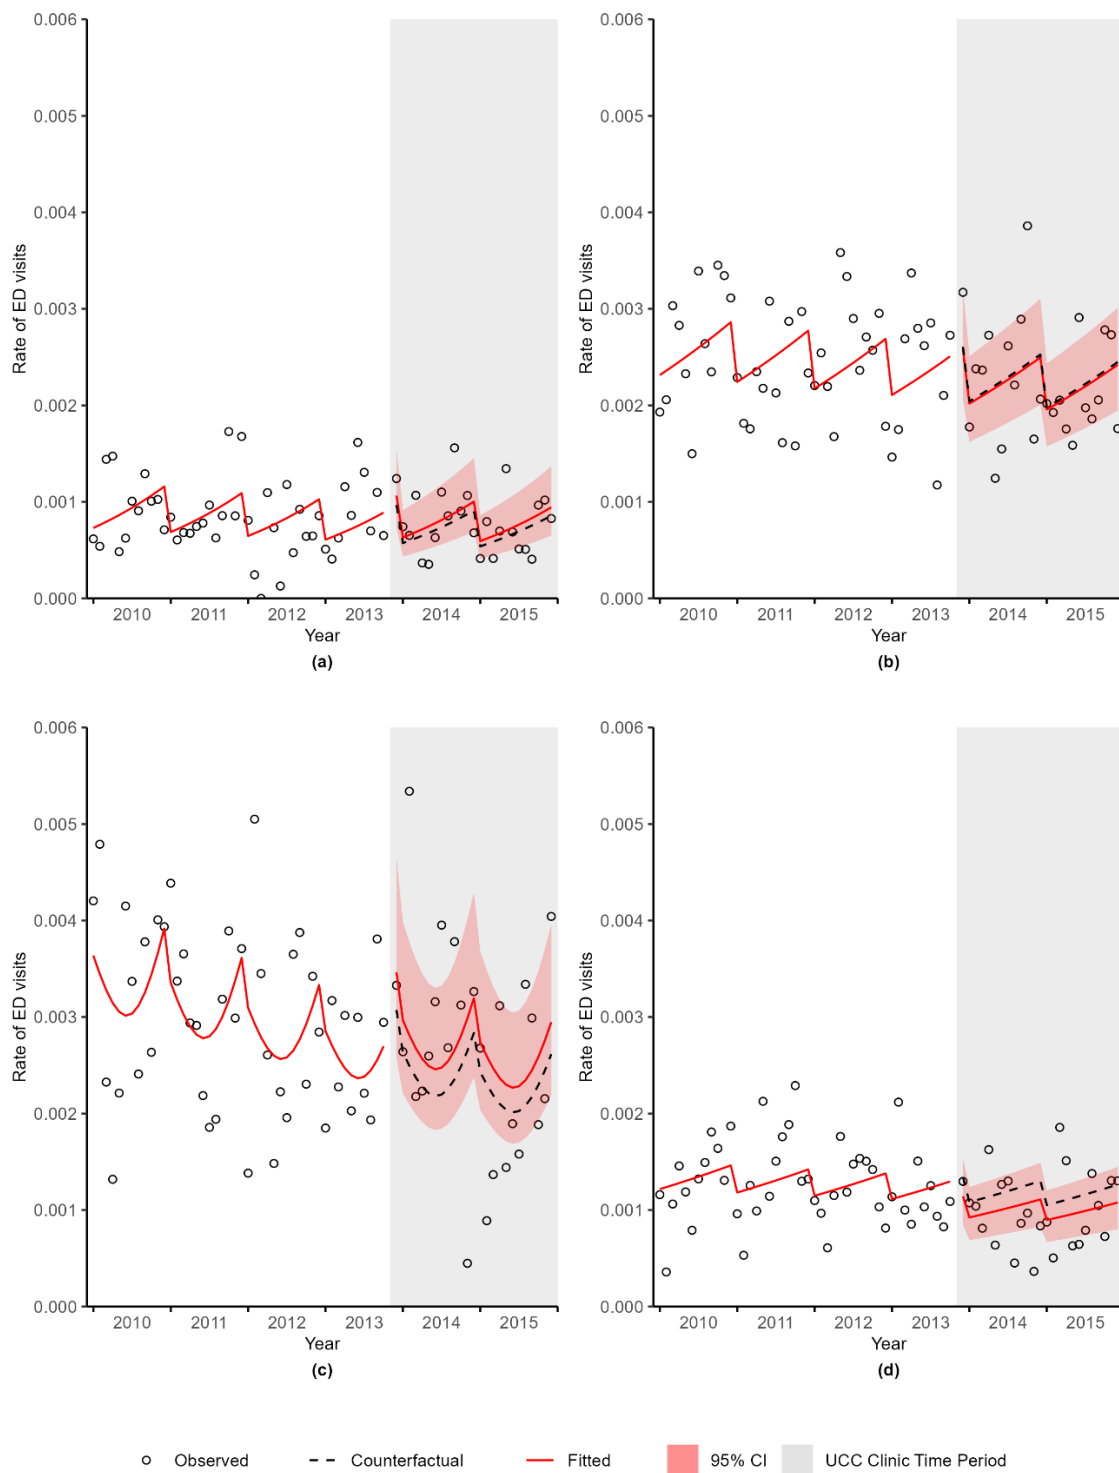 0.006
0.005
0.004
0.003
0.002
0.001
0.000
Rate of ED visits
2010 2011 2012 2013 2014 2015
Year
(a)
0.006
0.005
0.004
0.003
0.002
0.001
0.000
Rate of ED visits
2010 2011 2012 2013 2014 2015
Year
(b)
0.006
0.005
0.004
0.003
0.002
0.001
0.000
Rate of ED visits
2010 2011 2012 2013 2014 2015
Year
(c)
0.006
0.005
0.004
0.003
0.002
0.001
0.000
Rate of ED visits
2010 2011 2012 2013 2014 2015
Year
(d)
Observed Counterfactual Fitted 95% CI UCC Clinic Time Period